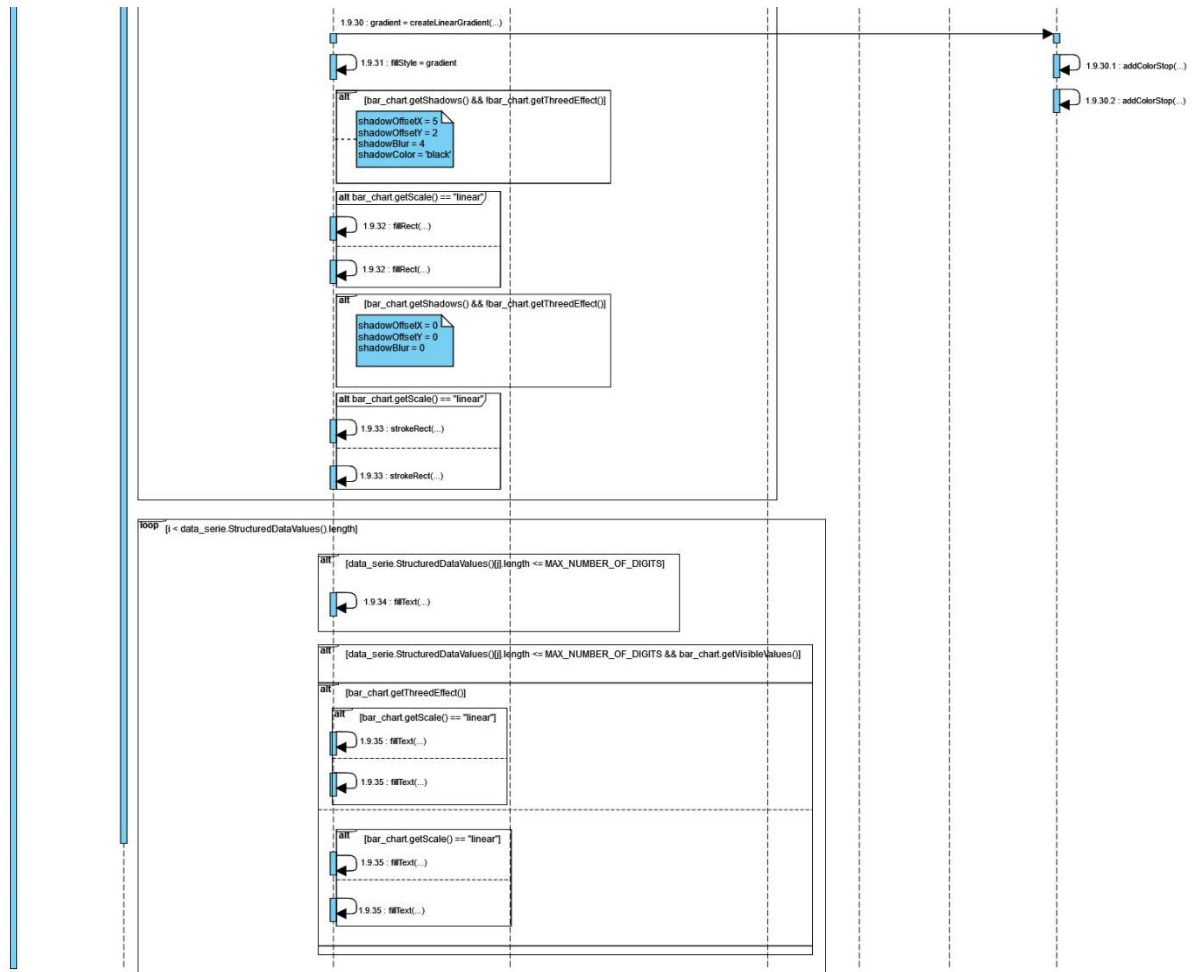 1.9.30 : gradient = createLinearGradient(...)
1.9.31 : fillStyle = gradient
1.9.30.1 : addColorStop(...)
1.9.30.2 : addColorStop(...)
alt [bar_chart.getShadows() && !bar_chart.getThreedEffect()]
shadowOffsetX = 5
shadowOffsetY = 2
shadowBlur = 4
shadowColor = 'black'
alt bar_chart.getScale() == "linear"
1.9.32 : fillRect(...)
1.9.32 : fillRect(...)
alt [bar_chart.getShadows() && !bar_chart.getThreedEffect()]
shadowOffsetX = 0
shadowOffsetY = 0
shadowBlur = 0
alt bar_chart.getScale() == "linear"
1.9.33 : strokeRect(...)
1.9.33 : strokeRect(...)
loop [i < data_serie.StructuredDataValues().length]
alt [data_serie.StructuredDataValues()[j].length <= MAX_NUMBER_OF_DIGITS]
1.9.34 : fillText(...)
alt [data_serie.StructuredDataValues()[j].length <= MAX_NUMBER_OF_DIGITS && bar_chart.getVisibleValues()]
alt [bar_chart.getThreedEffect()]
alt [bar_chart.getScale() == "linear"]
1.9.35 : fillText(...)
1.9.35 : fillText(...)
alt [bar_chart.getScale() == "linear"]
1.9.35 : fillText(...)
1.9.35 : fillText(...)